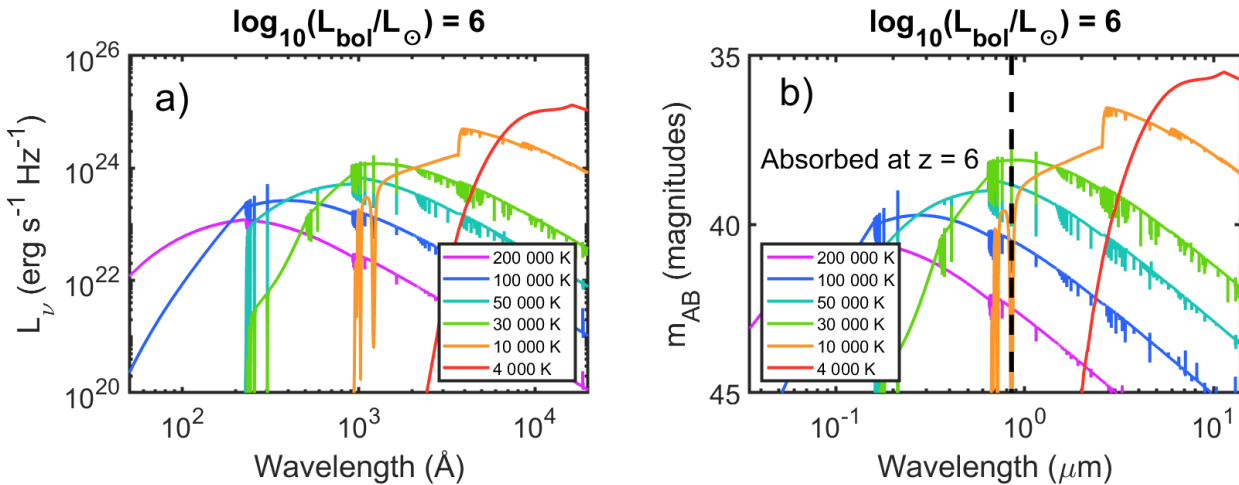 log10(Lbol/L⊙) = 6
a)
10^26
10^24
10^22
10^20
Lν (erg s^-1 Hz^-1)
10^2
10^3
10^4
Wavelength (Å)
200 000 K
100 000 K
50 000 K
30 000 K
10 000 K
4 000 K
log10(Lbol/L⊙) = 6
b)
Absorbed at z = 6
35
40
45
mAB (magnitudes)
10^-1
10^0
10^1
Wavelength (μm)
200 000 K
100 000 K
50 000 K
30 000 K
10 000 K
4 000 K